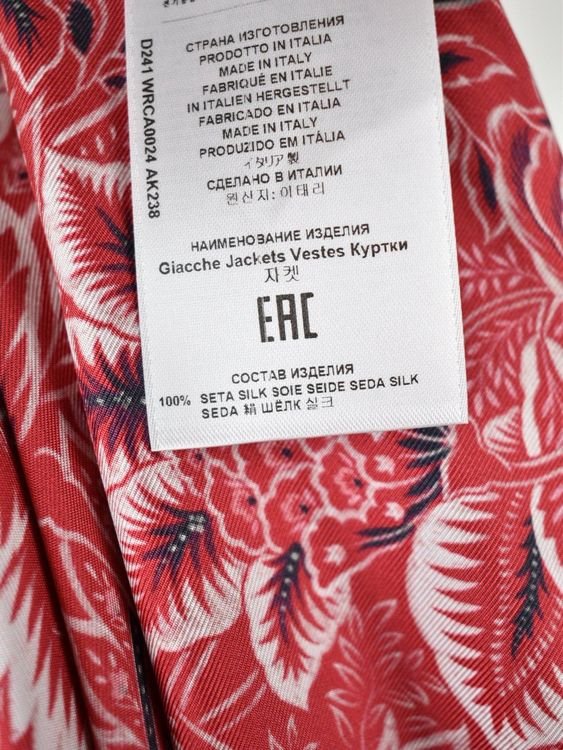 СТРАНА ИЗГОТОВЛЕНИЯ
PRODOTTO IN ITALIA
MADE IN ITALY
FABRIQUÉ EN ITALIE
IN ITALIEN HERGESTELLT
FABRICADO EN ITALIA
MADE IN ITALY
PRODUZIDO EM ITÁLIA
イタリア製
СДЕЛАНО В ИТАЛИИ
원산지: 이태리
D241 WRCA0024 AK238
НАИМЕНОВАНИЕ ИЗДЕЛИЯ
Giacche Jackets Vestes Куртки
자켓
EAC
СОСТАВ ИЗДЕЛИЯ
100% SETA SILK SOIE SEIDE SEDA SILK
SEDA 絹 ШЁЛК 실크